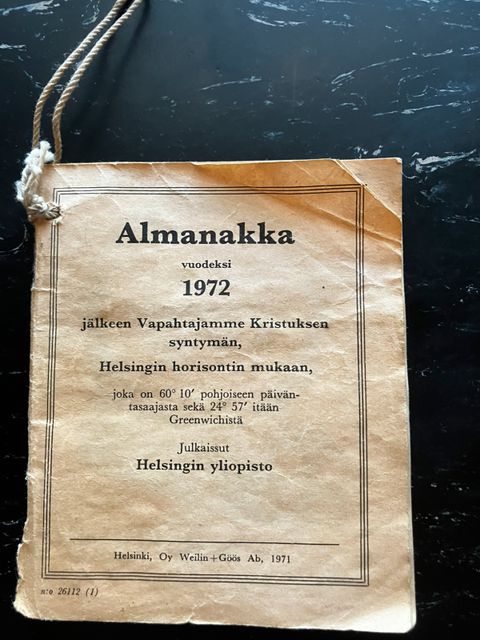 Almanakka
vuodeksi
1972
jälkeen Vapahtajamme Kristuksen
syntymän,
Helsingin horisontin mukaan,
joka on 60° 10′ pohjoiseen päivän-
tasaajasta sekä 24° 57′ itään
Greenwichistä
Julkaissut
Helsingin yliopisto
Helsinki, Oy Weilin+Göös Ab, 1971
n:o 26112 (1)